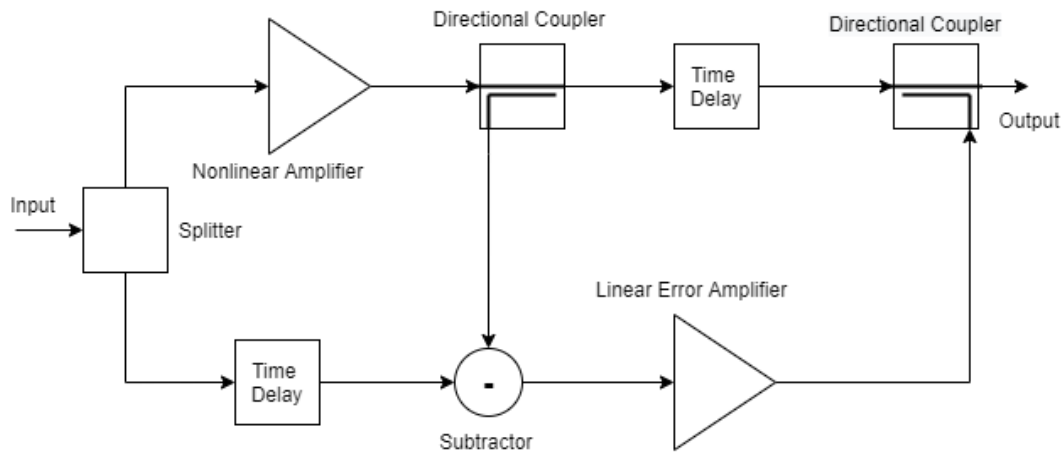 Directional Coupler
Directional Coupler
Time
Delay
Output
Nonlinear Amplifier
Input
Splitter
Linear Error Amplifier
Time
Delay
-
Subtractor